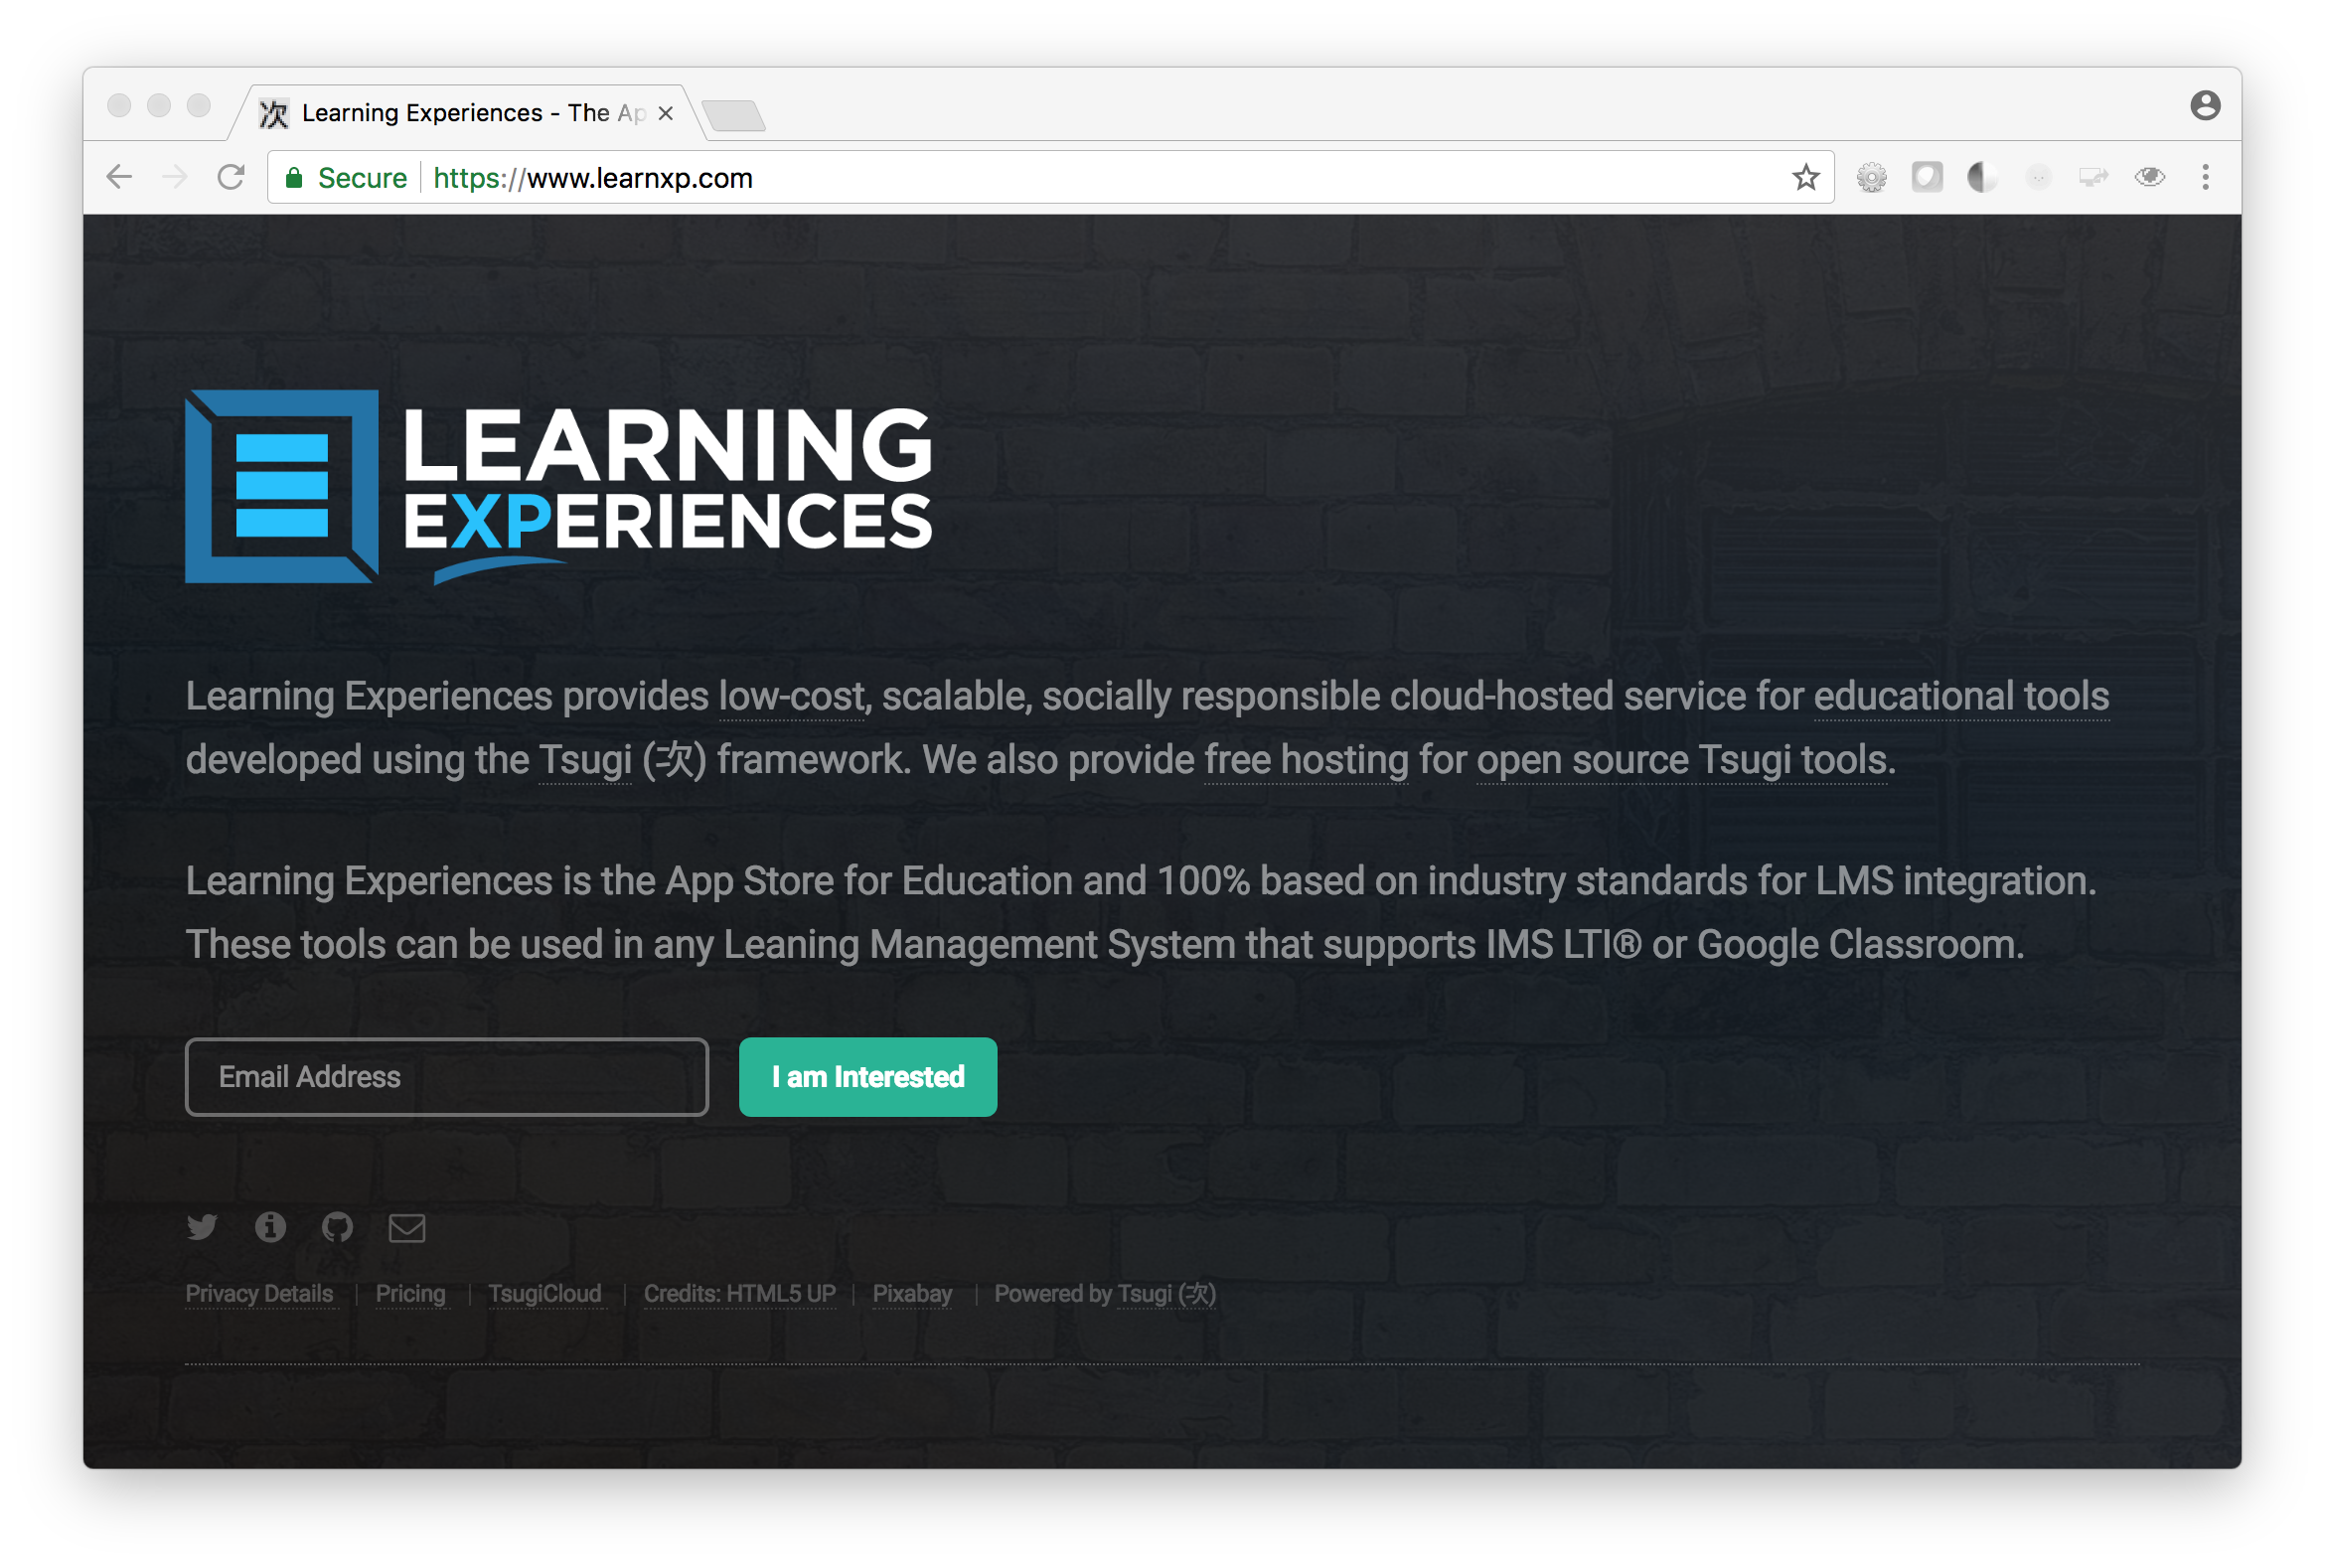 次 Learning Experiences - The Ap
Secure https://www.learnxp.com
LEARNING
EXPERIENCES
Learning Experiences provides low-cost, scalable, socially responsible cloud-hosted service for educational tools
developed using the Tsugi (次) framework. We also provide free hosting for open source Tsugi tools.
Learning Experiences is the App Store for Education and 100% based on industry standards for LMS integration.
These tools can be used in any Leaning Management System that supports IMS LTI® or Google Classroom.
Email Address
I am Interested
Privacy Details | Pricing | TsugiCloud | Credits: HTML5 UP | Pixabay | Powered by Tsugi (次)